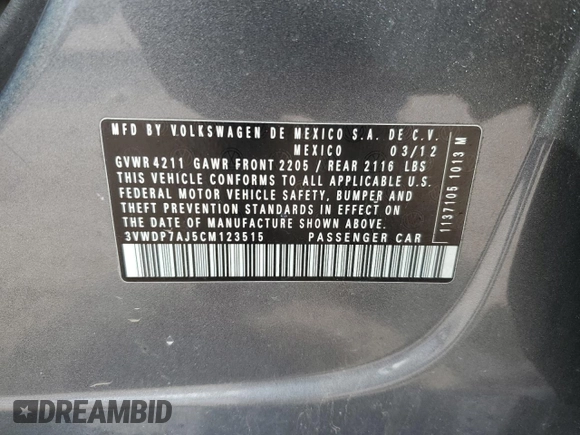 MFD BY VOLKSWAGEN DE MEXICO S.A. DE C.V.
MEXICO 03/12
GVWR 4211 GAWR FRONT 2205 / REAR 2116 LBS
THIS VEHICLE CONFORMS TO ALL APPLICABLE U.S.
FEDERAL MOTOR VEHICLE SAFETY, BUMPER AND
THEFT PREVENTION STANDARDS IN EFFECT ON
THE DATE OF MANUFACTURE SHOWN ABOVE.
3VWDP7AJ5CM123515 PASSENGER CAR
1137105 1013 M
DREAMBID